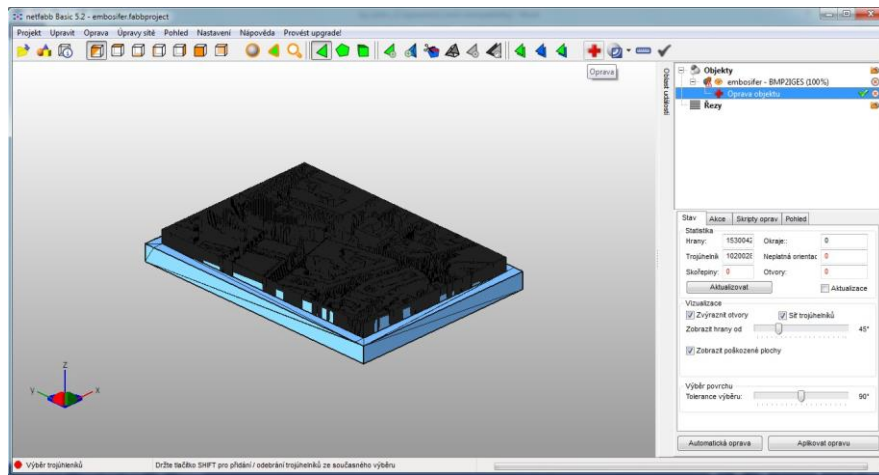 netfabb Basic 5.2 - embosifer.fabbproject
Projekt Upravit Oprava Úpravy sítě Pohled Nastavení Nápověda Provést upgrade!
Oprava
Oblast událostí
Objekty
embosifer - BMP2IGES (100%)
Oprava objektu
Řezy
Stav Akce Skripty oprav Pohled
Statistika
Hrany: 1530042 Okraje:: 0
Trojúhelník 1020028 Neplatná orientac 0
Skořepiny: 0 Otvory: 0
Aktualizovat Aktualizace
Vizualizace
Zvýraznit otvory Síť trojúhelníků
Zobrazit hrany od 45°
Zobrazit poškozené plochy
Výběr povrchu
Tolerance výběru: 90°
Automatická oprava Aplikovat opravu
z
y x
Výběr trojúhelníků Držte tlačítko SHIFT pro přidání / odebrání trojúhelníků ze současného výběru